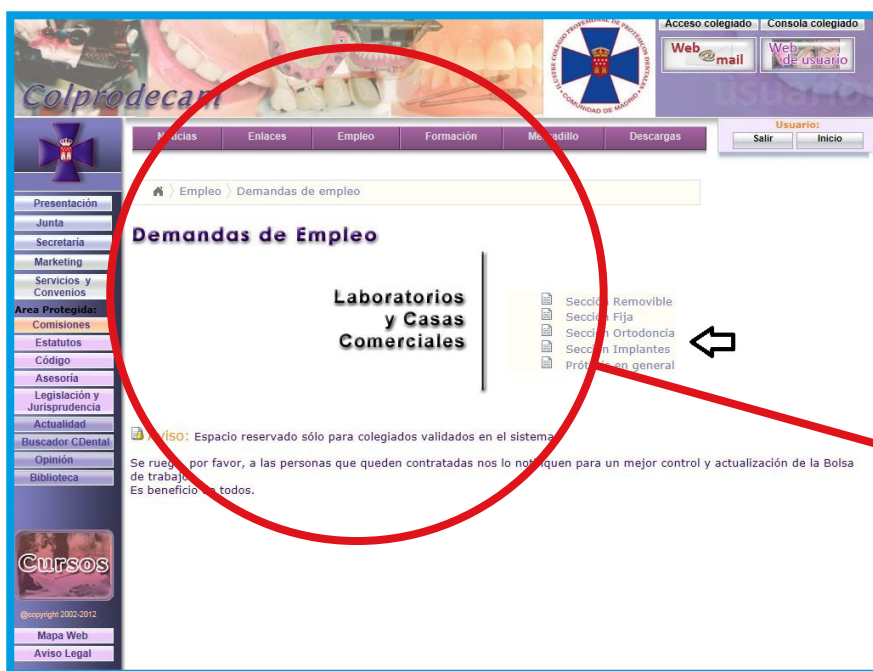 Acceso colegiado
Consola colegiado
Web@mail
Web de usuario
Colprodecam
ILUSTRE COLEGIO PROFESIONAL DE PROTÉSICOS DENTALES
COMUNIDAD DE MADRID
Usuario:
Salir
Inicio
Noticias
Enlaces
Empleo
Formación
Mercadillo
Descargas
Empleo
Demandas de empleo
Presentación
Junta
Secretaría
Marketing
Servicios y
Convenios
Area Protegida:
Comisiones
Estatutos
Código
Asesoría
Legislación y
Jurisprudencia
Actualidad
Buscador CDental
Opinión
Biblioteca
Cursos
@copyright 2002-2012
Mapa Web
Aviso Legal
Demandas de Empleo
Laboratorios
y Casas
Comerciales
Sección Removible
Sección Fija
Sección Ortodoncia
Sección Implantes
Prótesis en general
Aviso: Espacio reservado sólo para colegiados validados en el sistema
Se ruega, por favor, a las personas que queden contratadas nos lo notifiquen para un mejor control y actualización de la Bolsa
de trabajo
Es beneficio de todos.